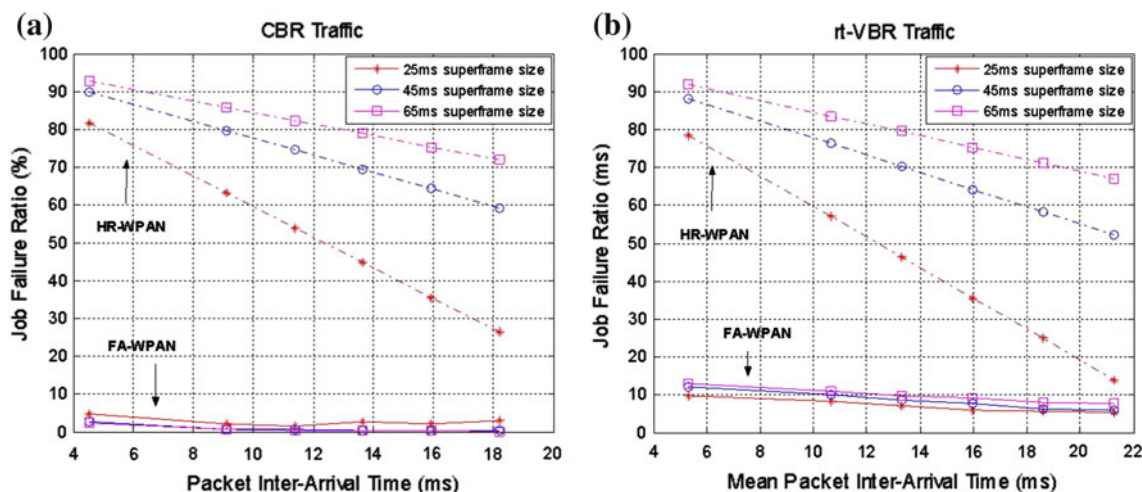 (a)
CBR Traffic
100
90
80
70
60
50
40
30
20
10
0
Job Failure Ratio (%)
25ms superframe size
45ms superframe size
65ms superframe size
HR-WPAN
FA-WPAN
4 6 8 10 12 14 16 18 20
Packet Inter-Arrival Time (ms)
(b)
rt-VBR Traffic
100
90
80
70
60
50
40
30
20
10
0
Job Failure Ratio (ms)
25ms superframe size
45ms superframe size
65ms superframe size
HR-WPAN
FA-WPAN
4 6 8 10 12 14 16 18 20 22
Mean Packet Inter-Arrival Time (ms)